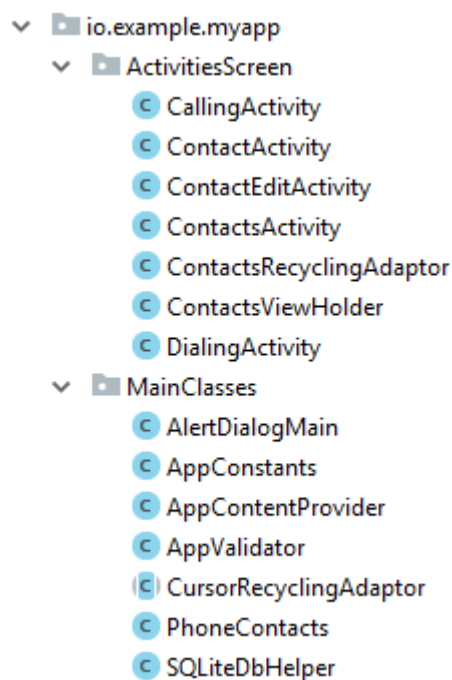 io.example.myapp
ActivitiesScreen
C CallingActivity
C ContactActivity
C ContactEditActivity
C ContactsActivity
C ContactsRecyclingAdaptor
C ContactsViewHolder
C DialingActivity
MainClasses
C AlertDialogMain
C AppConstants
C AppContentProvider
C AppValidator
C CursorRecyclingAdaptor
C PhoneContacts
C SQLiteDbHelper